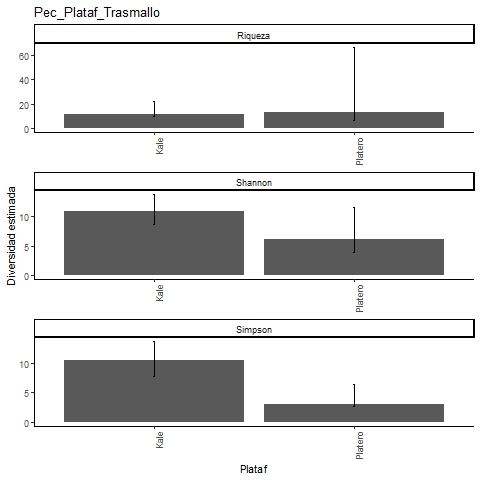 Pec_Plataf_Trasmallo
Riqueza
60
40
20
0
Kale
Platero
Shannon
10
5
0
Kale
Platero
Simpson
10
5
0
Kale
Platero
Diversidad estimada
Plataf